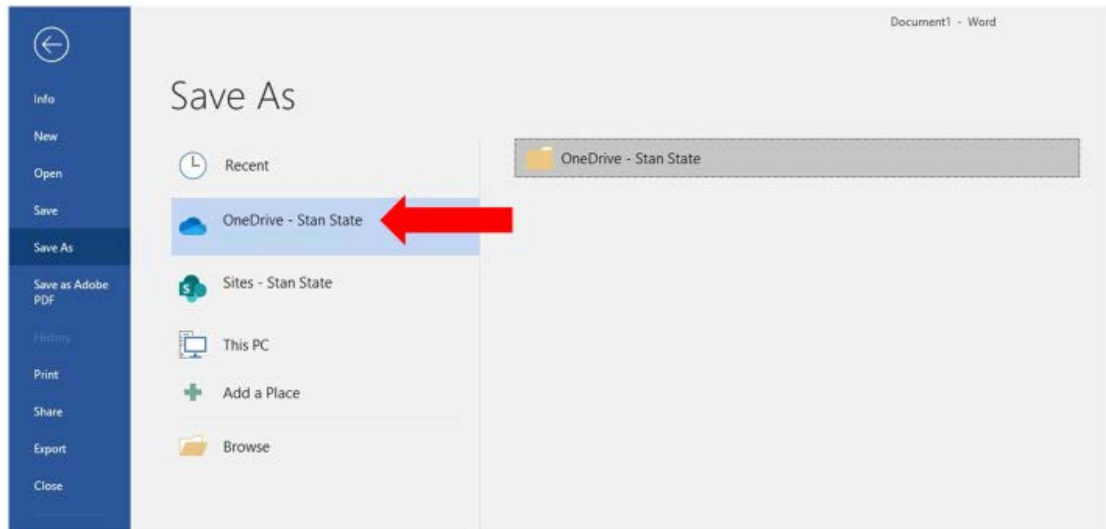 Document1 - Word
Info
New
Open
Save
Save As
Save as Adobe
PDF
History
Print
Share
Export
Close
Save As
Recent
OneDrive - Stan State
Sites - Stan State
This PC
Add a Place
Browse
OneDrive - Stan State